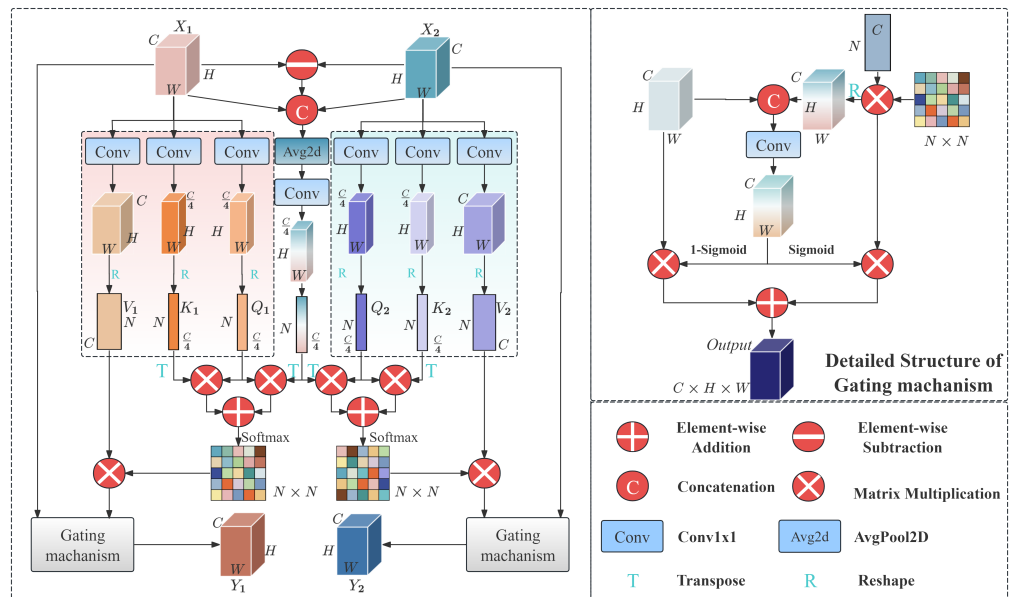 X₁
X₂
C
H
W
C
H
W
C
Conv
Conv
Conv
Avg2d
Conv
Conv
Conv
Conv
C
H
W
C/4
H
W
C/4
H
W
C/4
H
W
C/4
H
W
C/4
H
W
C
H
W
R
R
R
R
R
R
V₁
N
C
K₁
N
C/4
Q₁
N
C/4
N
C/4
Q₂
N
C/4
K₂
N
C/4
V₂
N
C
T
T
T
T
Softmax
Softmax
N × N
N × N
Gating
machanism
C
H
W
Y₁
C
H
W
Y₂
Gating
machanism
C
N
C
H
W
C
C
H
W
R
N × N
Conv
C
H
W
1-Sigmoid
Sigmoid
Output
C × H × W
Detailed Structure of
Gating machanism
Element-wise
Addition
Element-wise
Subtraction
C
Concatenation
Matrix Multiplication
Conv
Conv1x1
Avg2d
AvgPool2D
T
Transpose
R
Reshape